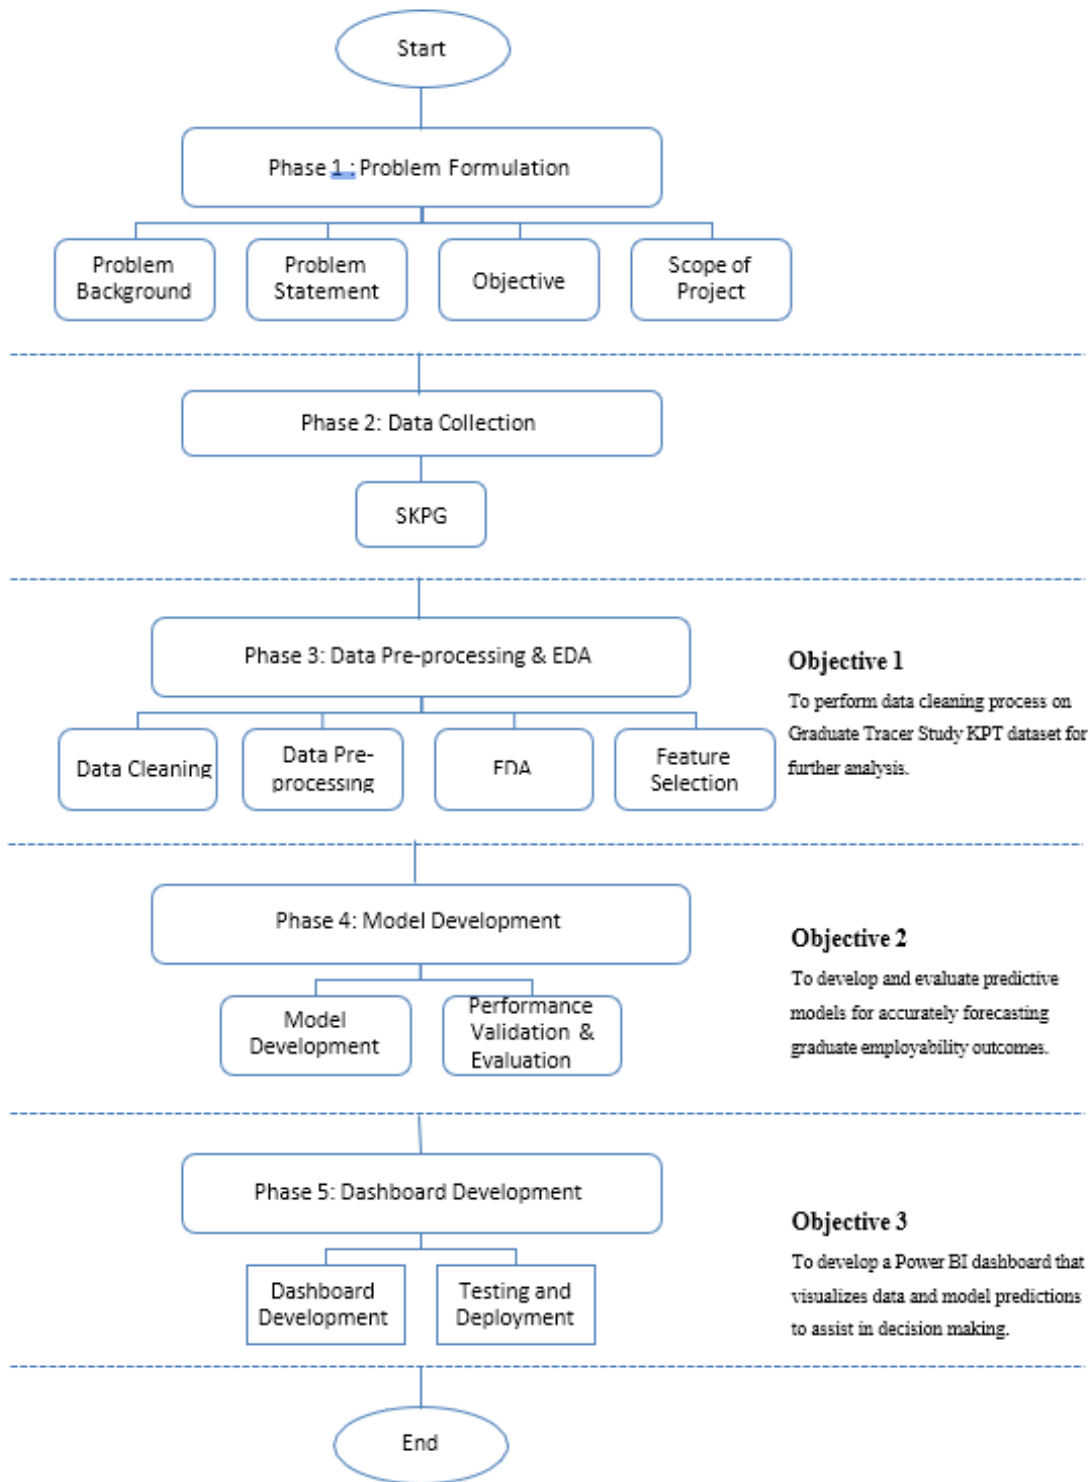 Start
Phase 1 : Problem Formulation
Problem
Background
Problem
Statement
Objective
Scope of
Project
Phase 2: Data Collection
SKPG
Phase 3: Data Pre-processing & EDA
Data Cleaning
Data Pre-
processing
EDA
Feature
Selection
Objective 1
To perform data cleaning process on
Graduate Tracer Study KPT dataset for
further analysis.
Phase 4: Model Development
Model
Development
Performance
Validation &
Evaluation
Objective 2
To develop and evaluate predictive
models for accurately forecasting
graduate employability outcomes.
Phase 5: Dashboard Development
Dashboard
Development
Testing and
Deployment
Objective 3
To develop a Power BI dashboard that
visualizes data and model predictions
to assist in decision making.
End